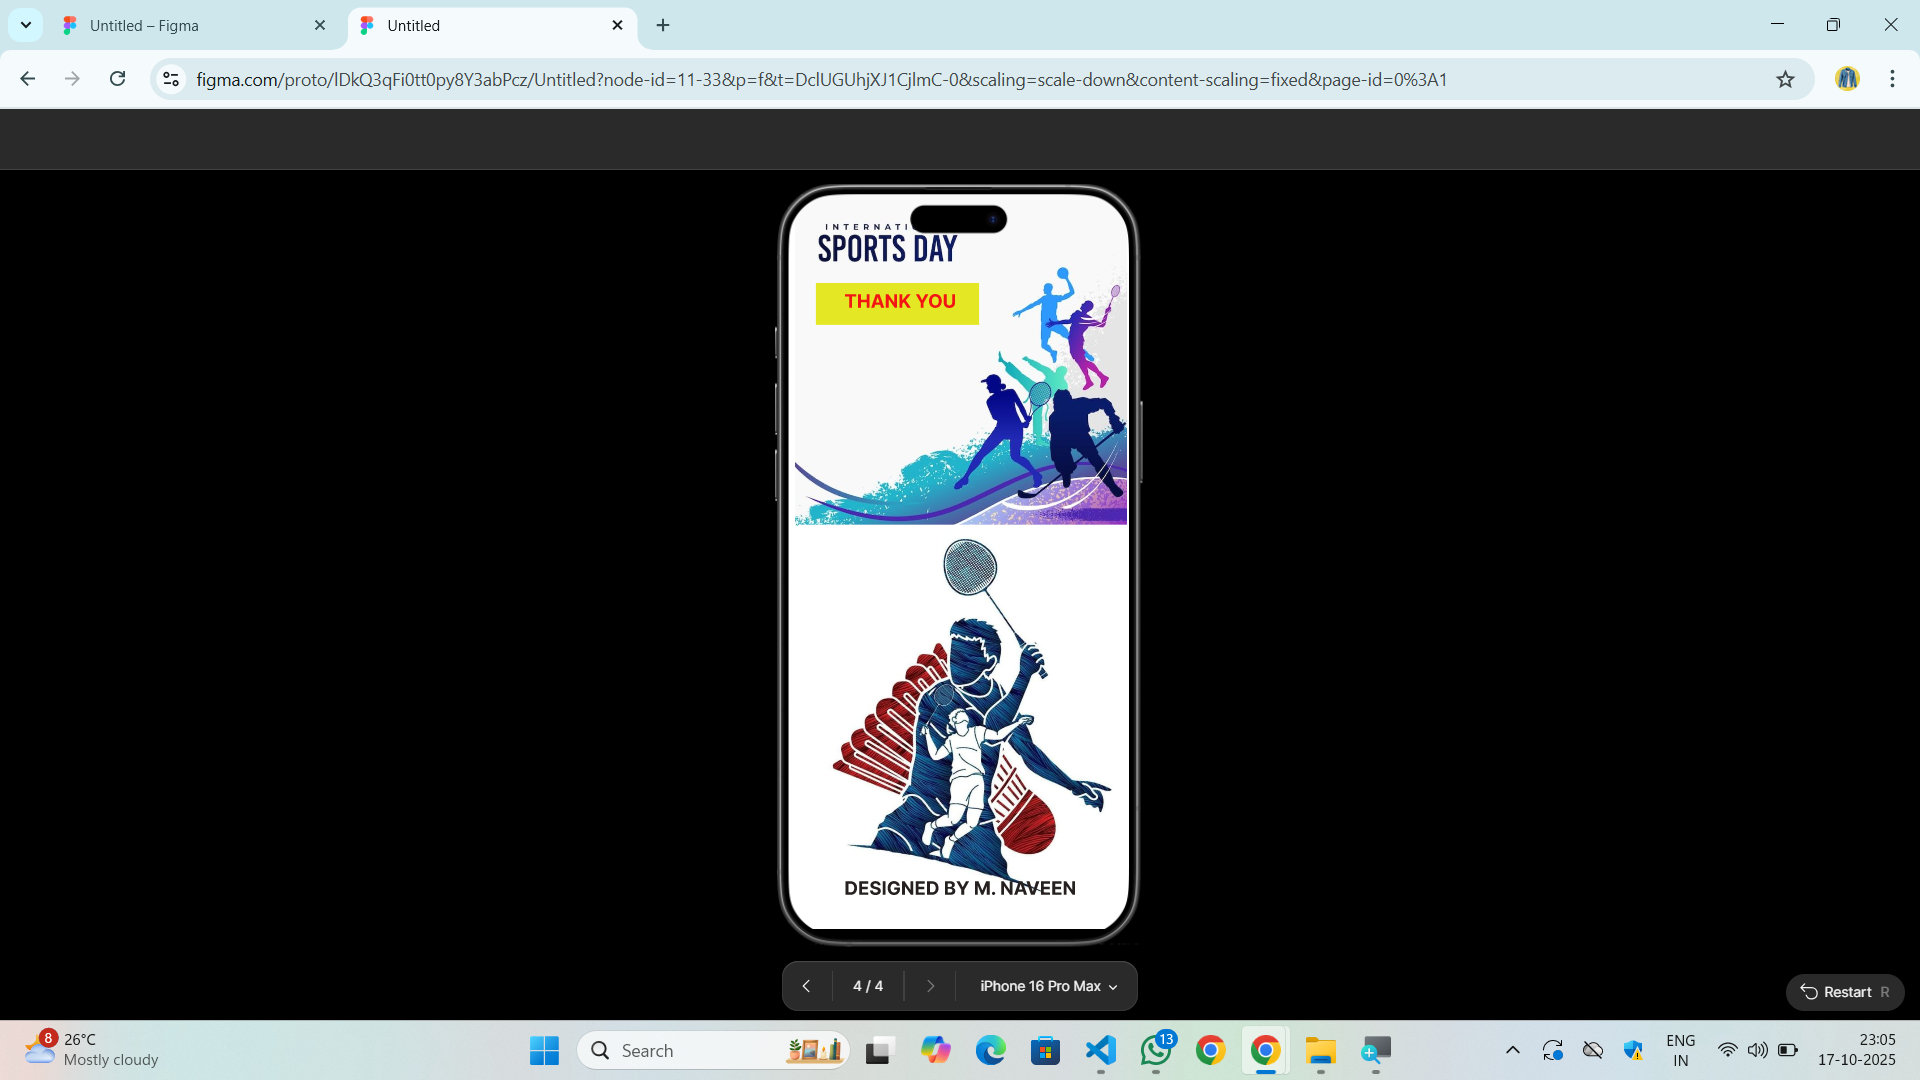 Untitled – Figma
Untitled
figma.com/proto/lDkQ3qFi0tt0py8Y3abPcz/Untitled?node-id=11-33&p=f&t=DclUGUhjXJ1CjlmC-0&scaling=scale-down&content-scaling=fixed&page-id=0%3A1
INTERNATI
SPORTS DAY
THANK YOU
DESIGNED BY M. NAVEEN
4 / 4
iPhone 16 Pro Max
Restart R
8
26°C
Mostly cloudy
Search
13
ENG
IN
23:05
17-10-2025